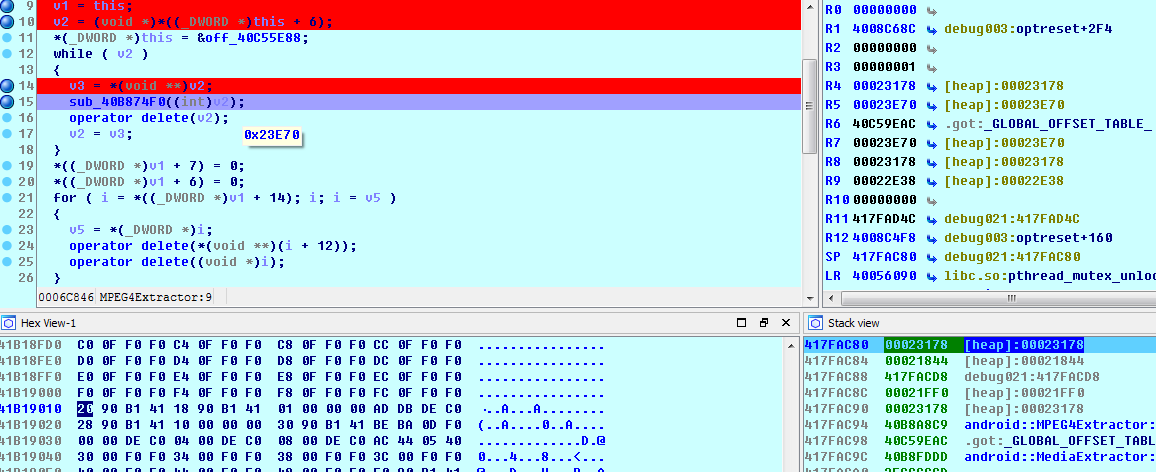 9 v1 = this;
10 v2 = (void *)*((_DWORD *)this + 6);
11 *(_DWORD *)this = &off_40C55E88;
12 while ( v2 )
13 {
14 v3 = *(void **)v2;
15 sub_40B874F0((int)v2);
16 operator delete(v2);
17 v2 = v3;
0x23E70
18 }
19 *((_DWORD *)v1 + 7) = 0;
20 *((_DWORD *)v1 + 6) = 0;
21 for ( i = *((_DWORD *)v1 + 14); i; i = v5 )
22 {
23 v5 = *(_DWORD *)i;
24 operator delete(*(void **)(i + 12));
25 operator delete((void *)i);
26 }
0006C846 MPEG4Extractor:9
R0 00000000
R1 4008C68C debug003:optreset+2F4
R2 00000000
R3 00000001
R4 00023178 [heap]:00023178
R5 00023E70 [heap]:00023E70
R6 40C59EAC .got:_GLOBAL_OFFSET_TABLE_
R7 00023E70 [heap]:00023E70
R8 00023178 [heap]:00023178
R9 00022E38 [heap]:00022E38
R10 00000000
R11 417FAD4C debug021:417FAD4C
R12 4008C4F8 debug003:optreset+160
SP 417FAC80 debug021:417FAC80
LR 40056090 libc.so:pthread_mutex_unloc
Hex View-1
41B18FD0 C0 0F F0 F0 C4 0F F0 F0 C8 0F F0 F0 CC 0F F0 F0 ................
41B18FE0 D0 0F F0 F0 D4 0F F0 F0 D8 0F F0 F0 DC 0F F0 F0 ................
41B18FF0 E0 0F F0 F0 E4 0F F0 F0 E8 0F F0 F0 EC 0F F0 F0 ................
41B19000 F0 0F F0 F0 F4 0F F0 F0 F8 0F F0 F0 FC 0F F0 F0 ................
41B19010 20 90 B1 41 18 90 B1 41 01 00 00 00 AD DB DE C0 ...A...A........
41B19020 28 90 B1 41 10 00 00 00 30 90 B1 41 BE BA 0D F0 (..A....0..A....
41B19030 00 00 DE C0 04 00 DE C0 08 00 DE C0 AC 44 05 40 .............D.@
41B19040 30 00 F0 F0 34 00 F0 F0 38 00 F0 F0 3C 00 F0 F0 0...4...8...<...
Stack view
417FAC80 00023178 [heap]:00023178
417FAC84 00021844 [heap]:00021844
417FAC88 417FACD8 debug021:417FACD8
417FAC8C 00021FF0 [heap]:00021FF0
417FAC90 00023178 [heap]:00023178
417FAC94 40B8A8C9 android::MPEG4Extractor:
417FAC98 40C59EAC .got:_GLOBAL_OFFSET_TABL
417FAC9C 40B8FDDD android::MediaExtractor: